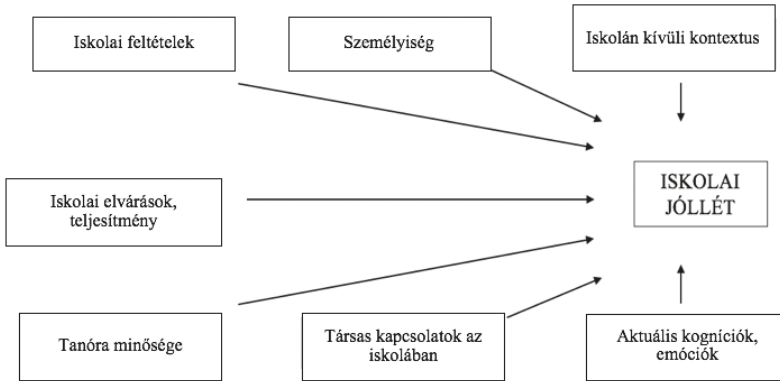 Iskolai feltételek
Személyiség
Iskolán kívüli kontextus
ISKOLAI
JÓLLÉT
Iskolai elvárások,
teljesítmény
Tanóra minősége
Társas kapcsolatok az
iskolában
Aktuális kogníciók,
emóciók